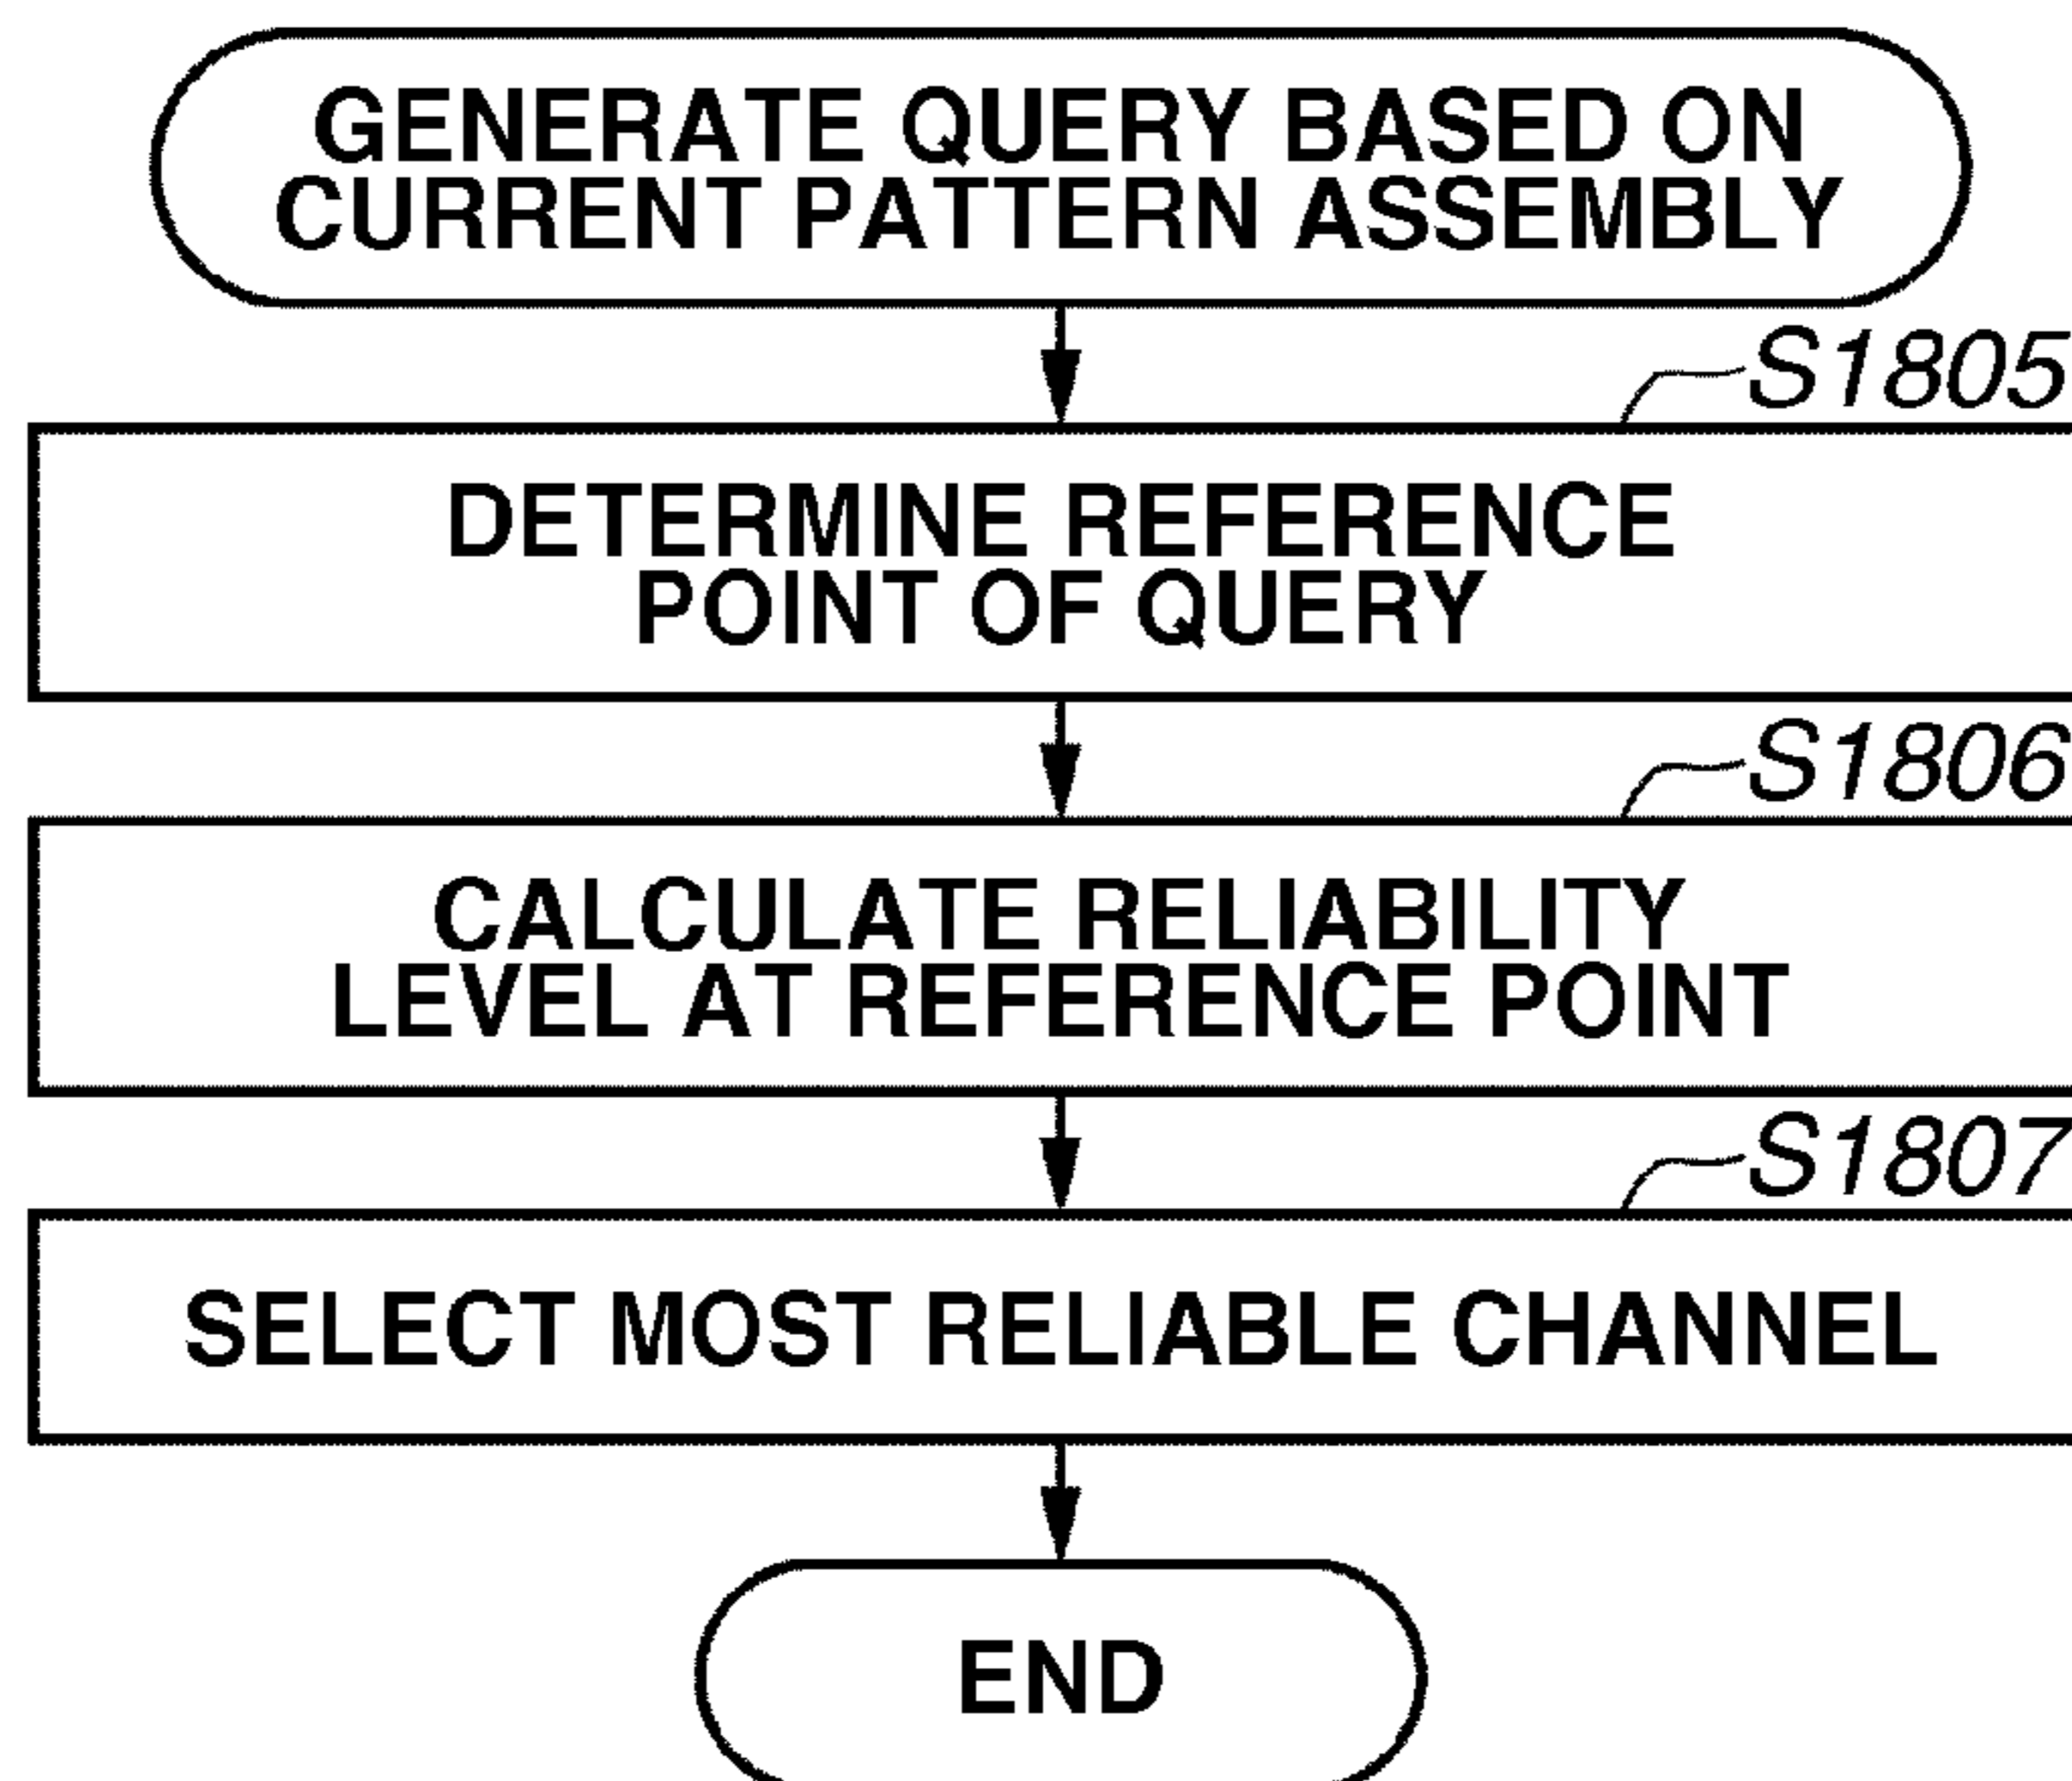 GENERATE QUERY BASED ON
CURRENT PATTERN ASSEMBLY
S1805
DETERMINE REFERENCE
POINT OF QUERY
S1806
CALCULATE RELIABILITY
LEVEL AT REFERENCE POINT
S1807
SELECT MOST RELIABLE CHANNEL
END